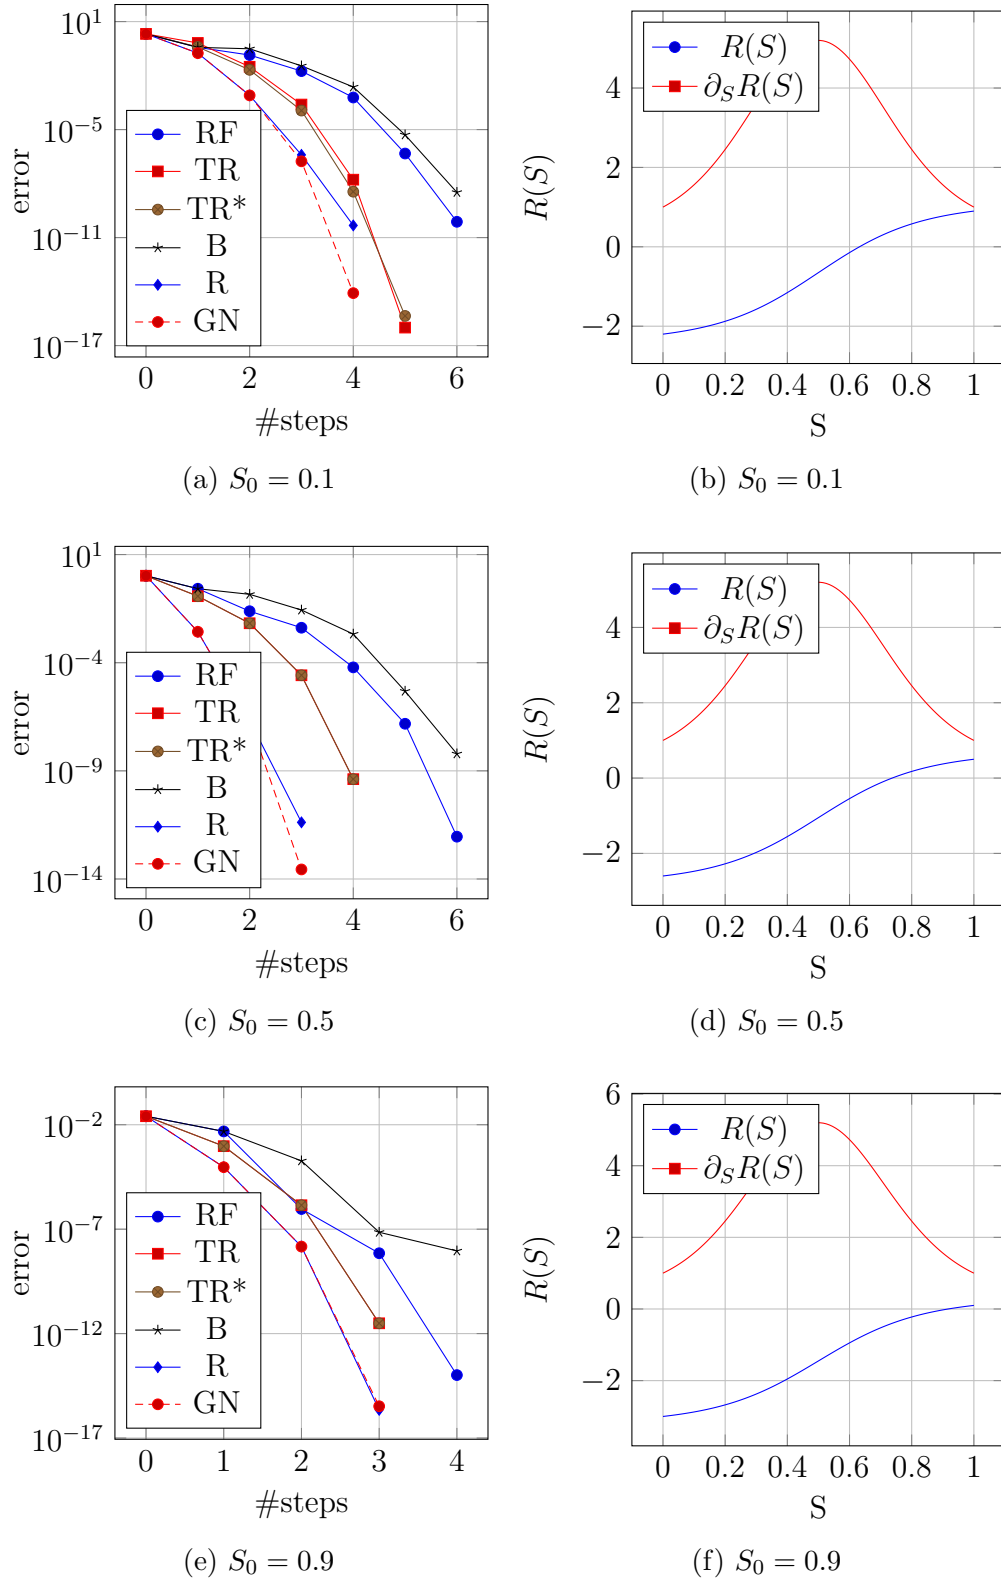 10^1
10^−5
10^−11
10^−17
error
RF
TR
TR*
B
R
GN
0 2 4 6
#steps
(a) S_0 = 0.1
4
2
0
−2
R(S)
R(S)
∂_S R(S)
0 0.2 0.4 0.6 0.8 1
S
(b) S_0 = 0.1
10^1
10^−4
10^−9
10^−14
error
RF
TR
TR*
B
R
GN
0 2 4 6
#steps
(c) S_0 = 0.5
4
2
0
−2
R(S)
R(S)
∂_S R(S)
0 0.2 0.4 0.6 0.8 1
S
(d) S_0 = 0.5
10^−2
10^−7
10^−12
10^−17
error
RF
TR
TR*
B
R
GN
0 1 2 3 4
#steps
(e) S_0 = 0.9
6
4
2
0
−2
R(S)
R(S)
∂_S R(S)
0 0.2 0.4 0.6 0.8 1
S
(f) S_0 = 0.9